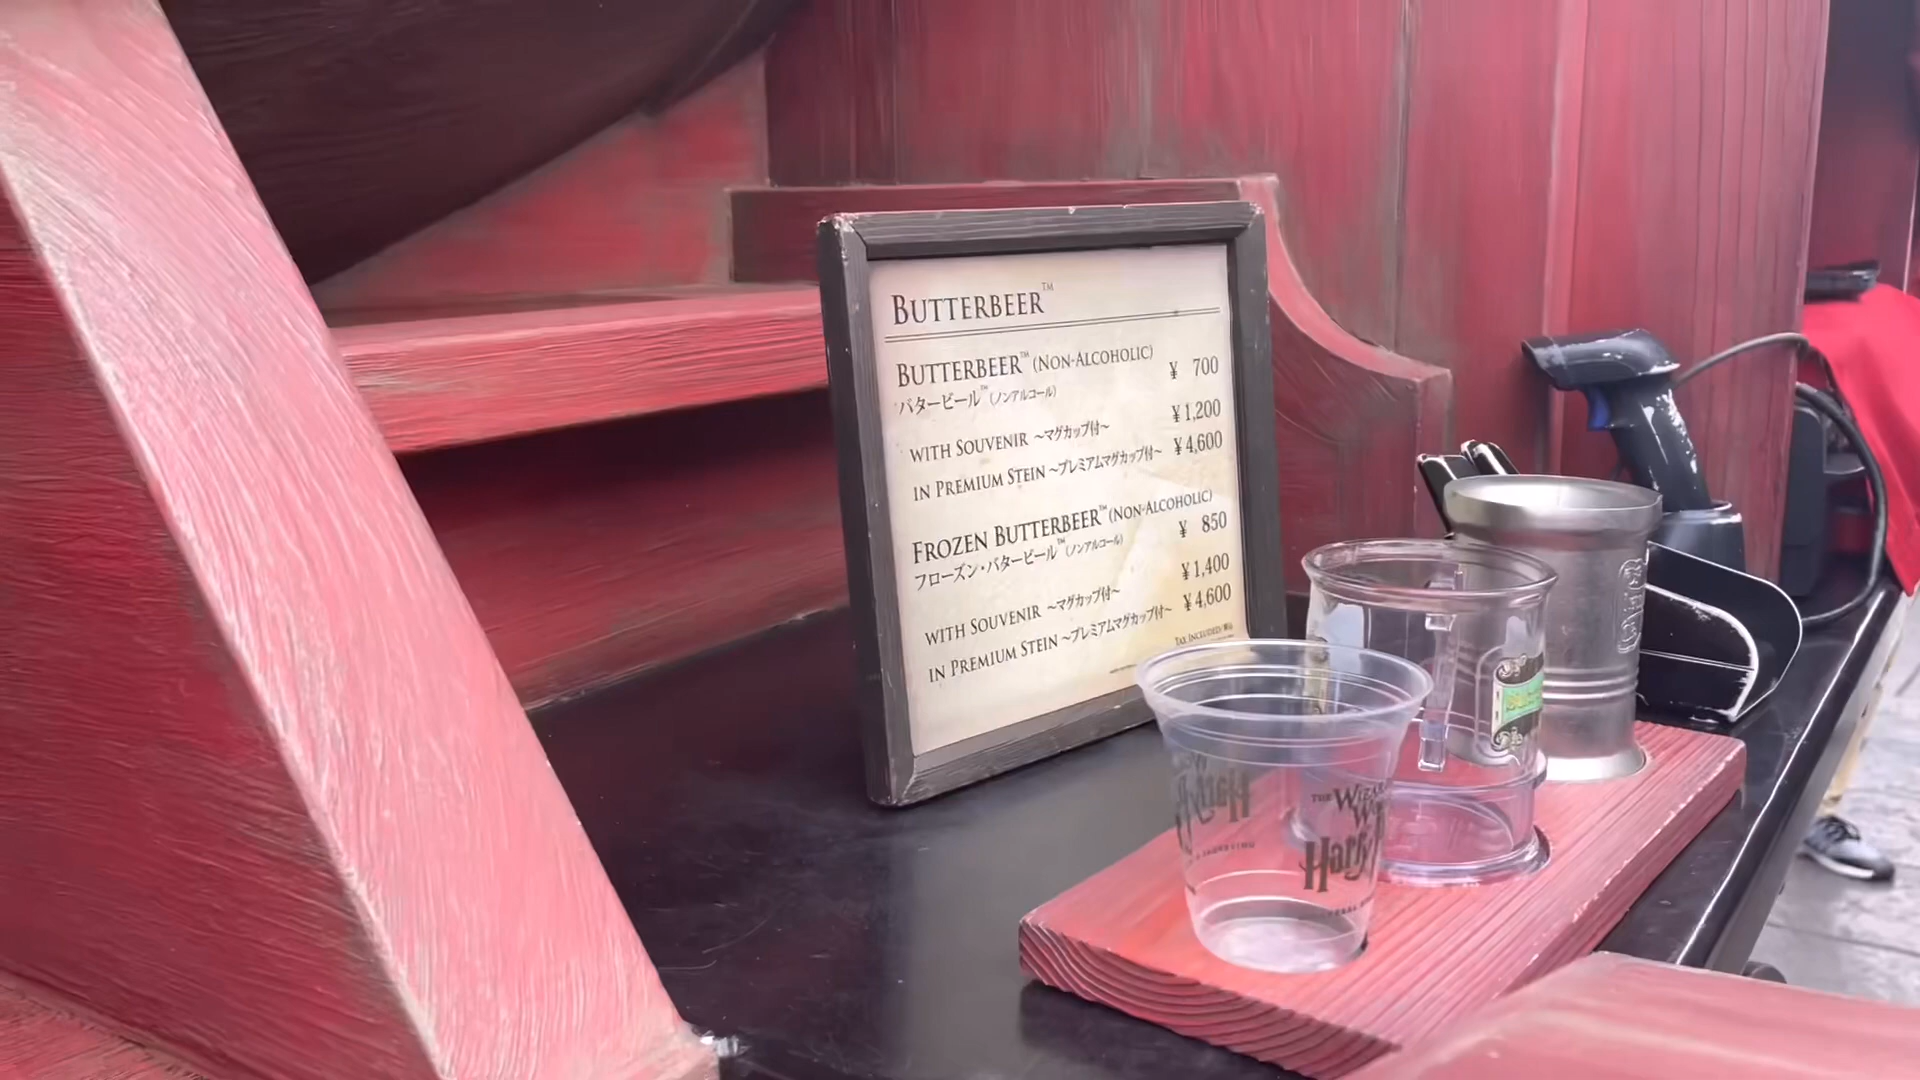 BUTTERBEER™
BUTTERBEER™ (NON-ALCOHOLIC) ¥ 700
バタービール™(ノンアルコール)
WITH SOUVENIR ～マグカップ付～ ¥1,200
IN PREMIUM STEIN ～プレミアムマグカップ付～ ¥4,600
FROZEN BUTTERBEER™ (NON-ALCOHOLIC) ¥ 850
フローズン・バタービール™(ノンアルコール)
WITH SOUVENIR ～マグカップ付～ ¥1,400
IN PREMIUM STEIN ～プレミアムマグカップ付～ ¥4,600
TAX INCLUDED/税込
THE WIZAR
Harry